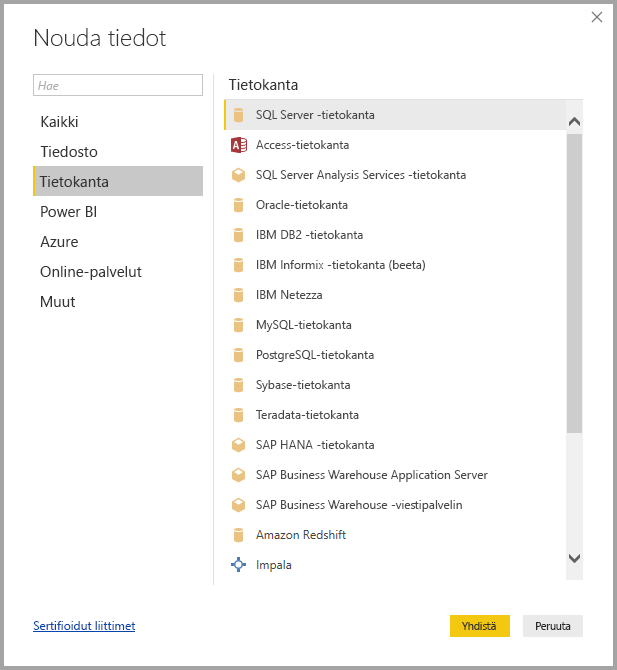 Nouda tiedot
Hae
Kaikki
Tiedosto
Tietokanta
Power BI
Azure
Online-palvelut
Muut
Tietokanta
SQL Server -tietokanta
Access-tietokanta
SQL Server Analysis Services -tietokanta
Oracle-tietokanta
IBM DB2 -tietokanta
IBM Informix -tietokanta (beeta)
IBM Netezza
MySQL-tietokanta
PostgreSQL-tietokanta
Sybase-tietokanta
Teradata-tietokanta
SAP HANA -tietokanta
SAP Business Warehouse Application Server
SAP Business Warehouse -viestipalvelin
Amazon Redshift
Impala
Sertifioidut liittimet
Yhdistä
Peruuta